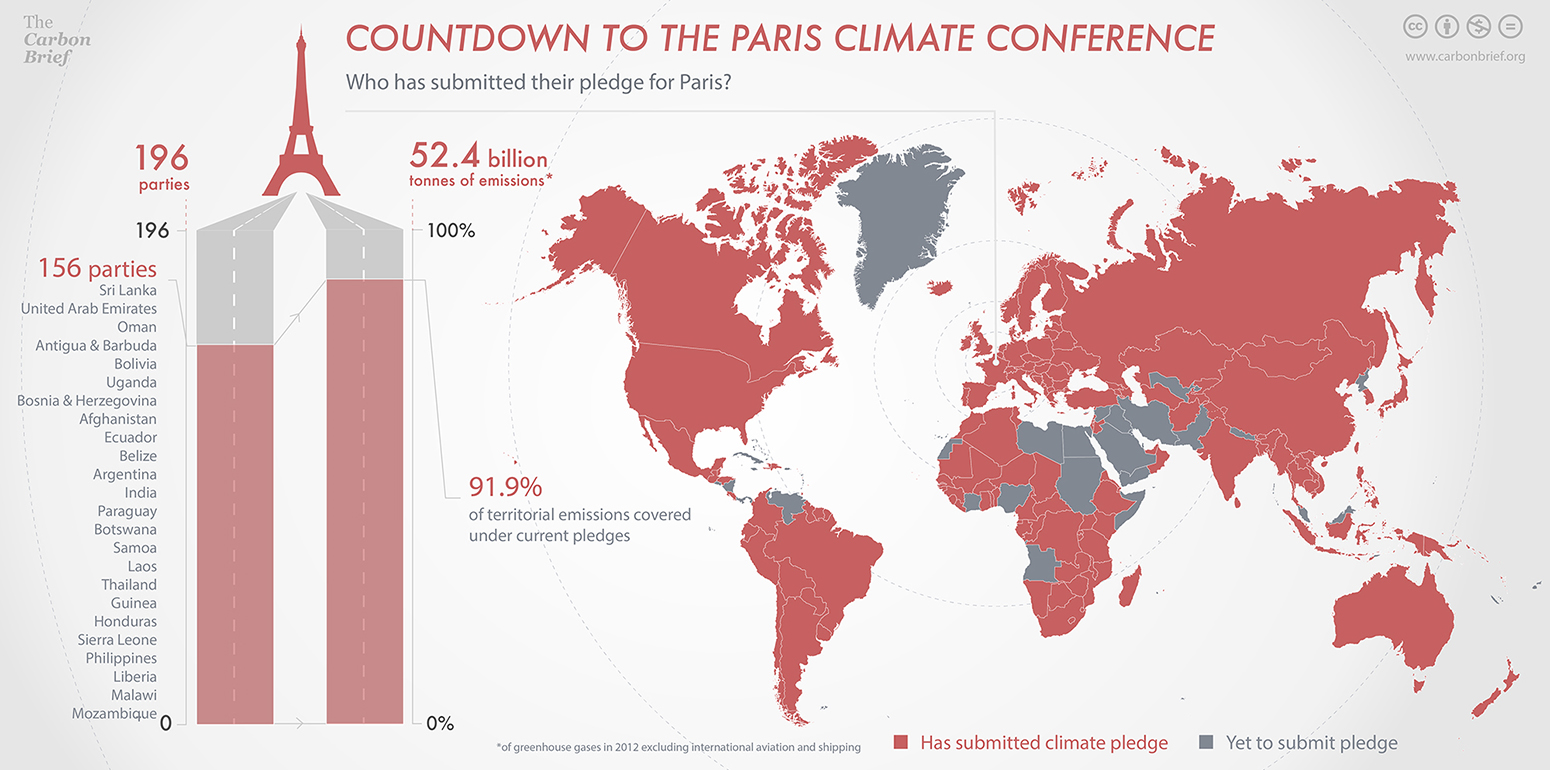 The
Carbon
Brief
COUNTDOWN TO THE PARIS CLIMATE CONFERENCE
Who has submitted their pledge for Paris?
www.carbonbrief.org
cc
196
parties
52.4 billion
tonnes of emissions*
196
100%
156 parties
Sri Lanka
United Arab Emirates
Oman
Antigua & Barbuda
Bolivia
Uganda
Bosnia & Herzegovina
Afghanistan
Ecuador
Belize
Argentina
India
Paraguay
Botswana
Samoa
Laos
Thailand
Guinea
Honduras
Sierra Leone
Philippines
Liberia
Malawi
Mozambique
0
0%
91.9%
of territorial emissions covered
under current pledges
*of greenhouse gases in 2012 excluding international aviation and shipping
Has submitted climate pledge
Yet to submit pledge